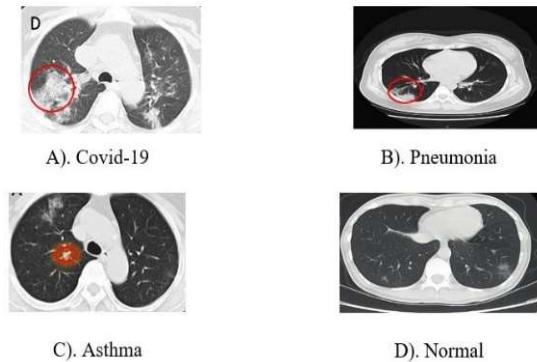 D
A). Covid-19
B). Pneumonia
C). Asthma
D). Normal